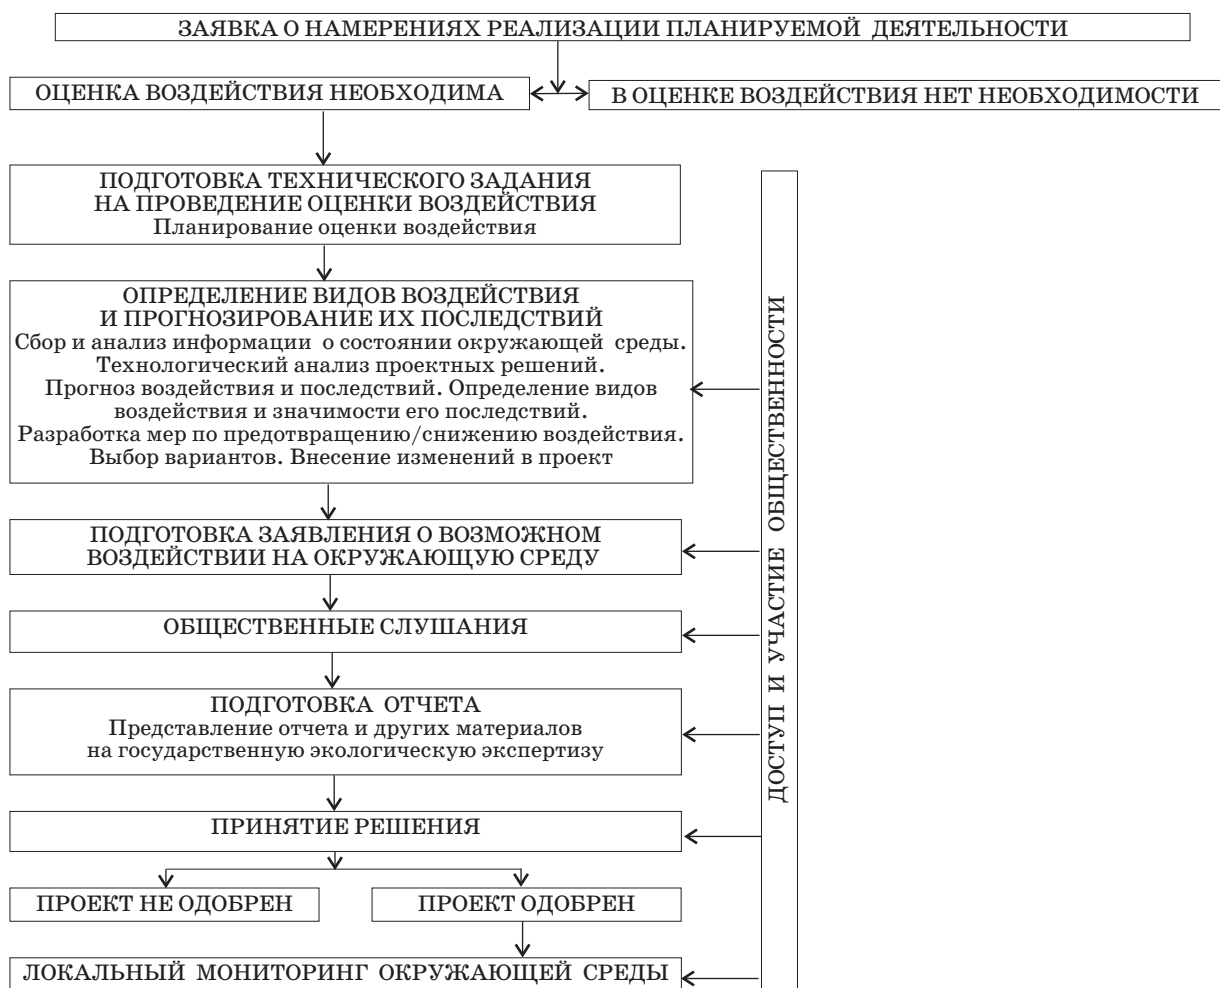 ЗАЯВКА О НАМЕРЕНИЯХ РЕАЛИЗАЦИИ ПЛАНИРУЕМОЙ ДЕЯТЕЛЬНОСТИ
ОЦЕНКА ВОЗДЕЙСТВИЯ НЕОБХОДИМА
В ОЦЕНКЕ ВОЗДЕЙСТВИЯ НЕТ НЕОБХОДИМОСТИ
ПОДГОТОВКА ТЕХНИЧЕСКОГО ЗАДАНИЯ
НА ПРОВЕДЕНИЕ ОЦЕНКИ ВОЗДЕЙСТВИЯ
Планирование оценки воздействия
ОПРЕДЕЛЕНИЕ ВИДОВ ВОЗДЕЙСТВИЯ
И ПРОГНОЗИРОВАНИЕ ИХ ПОСЛЕДСТВИЙ
Сбор и анализ информации о состоянии окружающей среды.
Технологический анализ проектных решений.
Прогноз воздействия и последствий. Определение видов
воздействия и значимости его последствий.
Разработка мер по предотвращению/снижению воздействия.
Выбор вариантов. Внесение изменений в проект
ПОДГОТОВКА ЗАЯВЛЕНИЯ О ВОЗМОЖНОМ
ВОЗДЕЙСТВИИ НА ОКРУЖАЮЩУЮ СРЕДУ
ОБЩЕСТВЕННЫЕ СЛУШАНИЯ
ПОДГОТОВКА ОТЧЕТА
Представление отчета и других материалов
на государственную экологическую экспертизу
ПРИНЯТИЕ РЕШЕНИЯ
ПРОЕКТ НЕ ОДОБРЕН
ПРОЕКТ ОДОБРЕН
ЛОКАЛЬНЫЙ МОНИТОРИНГ ОКРУЖАЮЩЕЙ СРЕДЫ
ДОСТУП И УЧАСТИЕ ОБЩЕСТВЕННОСТИ